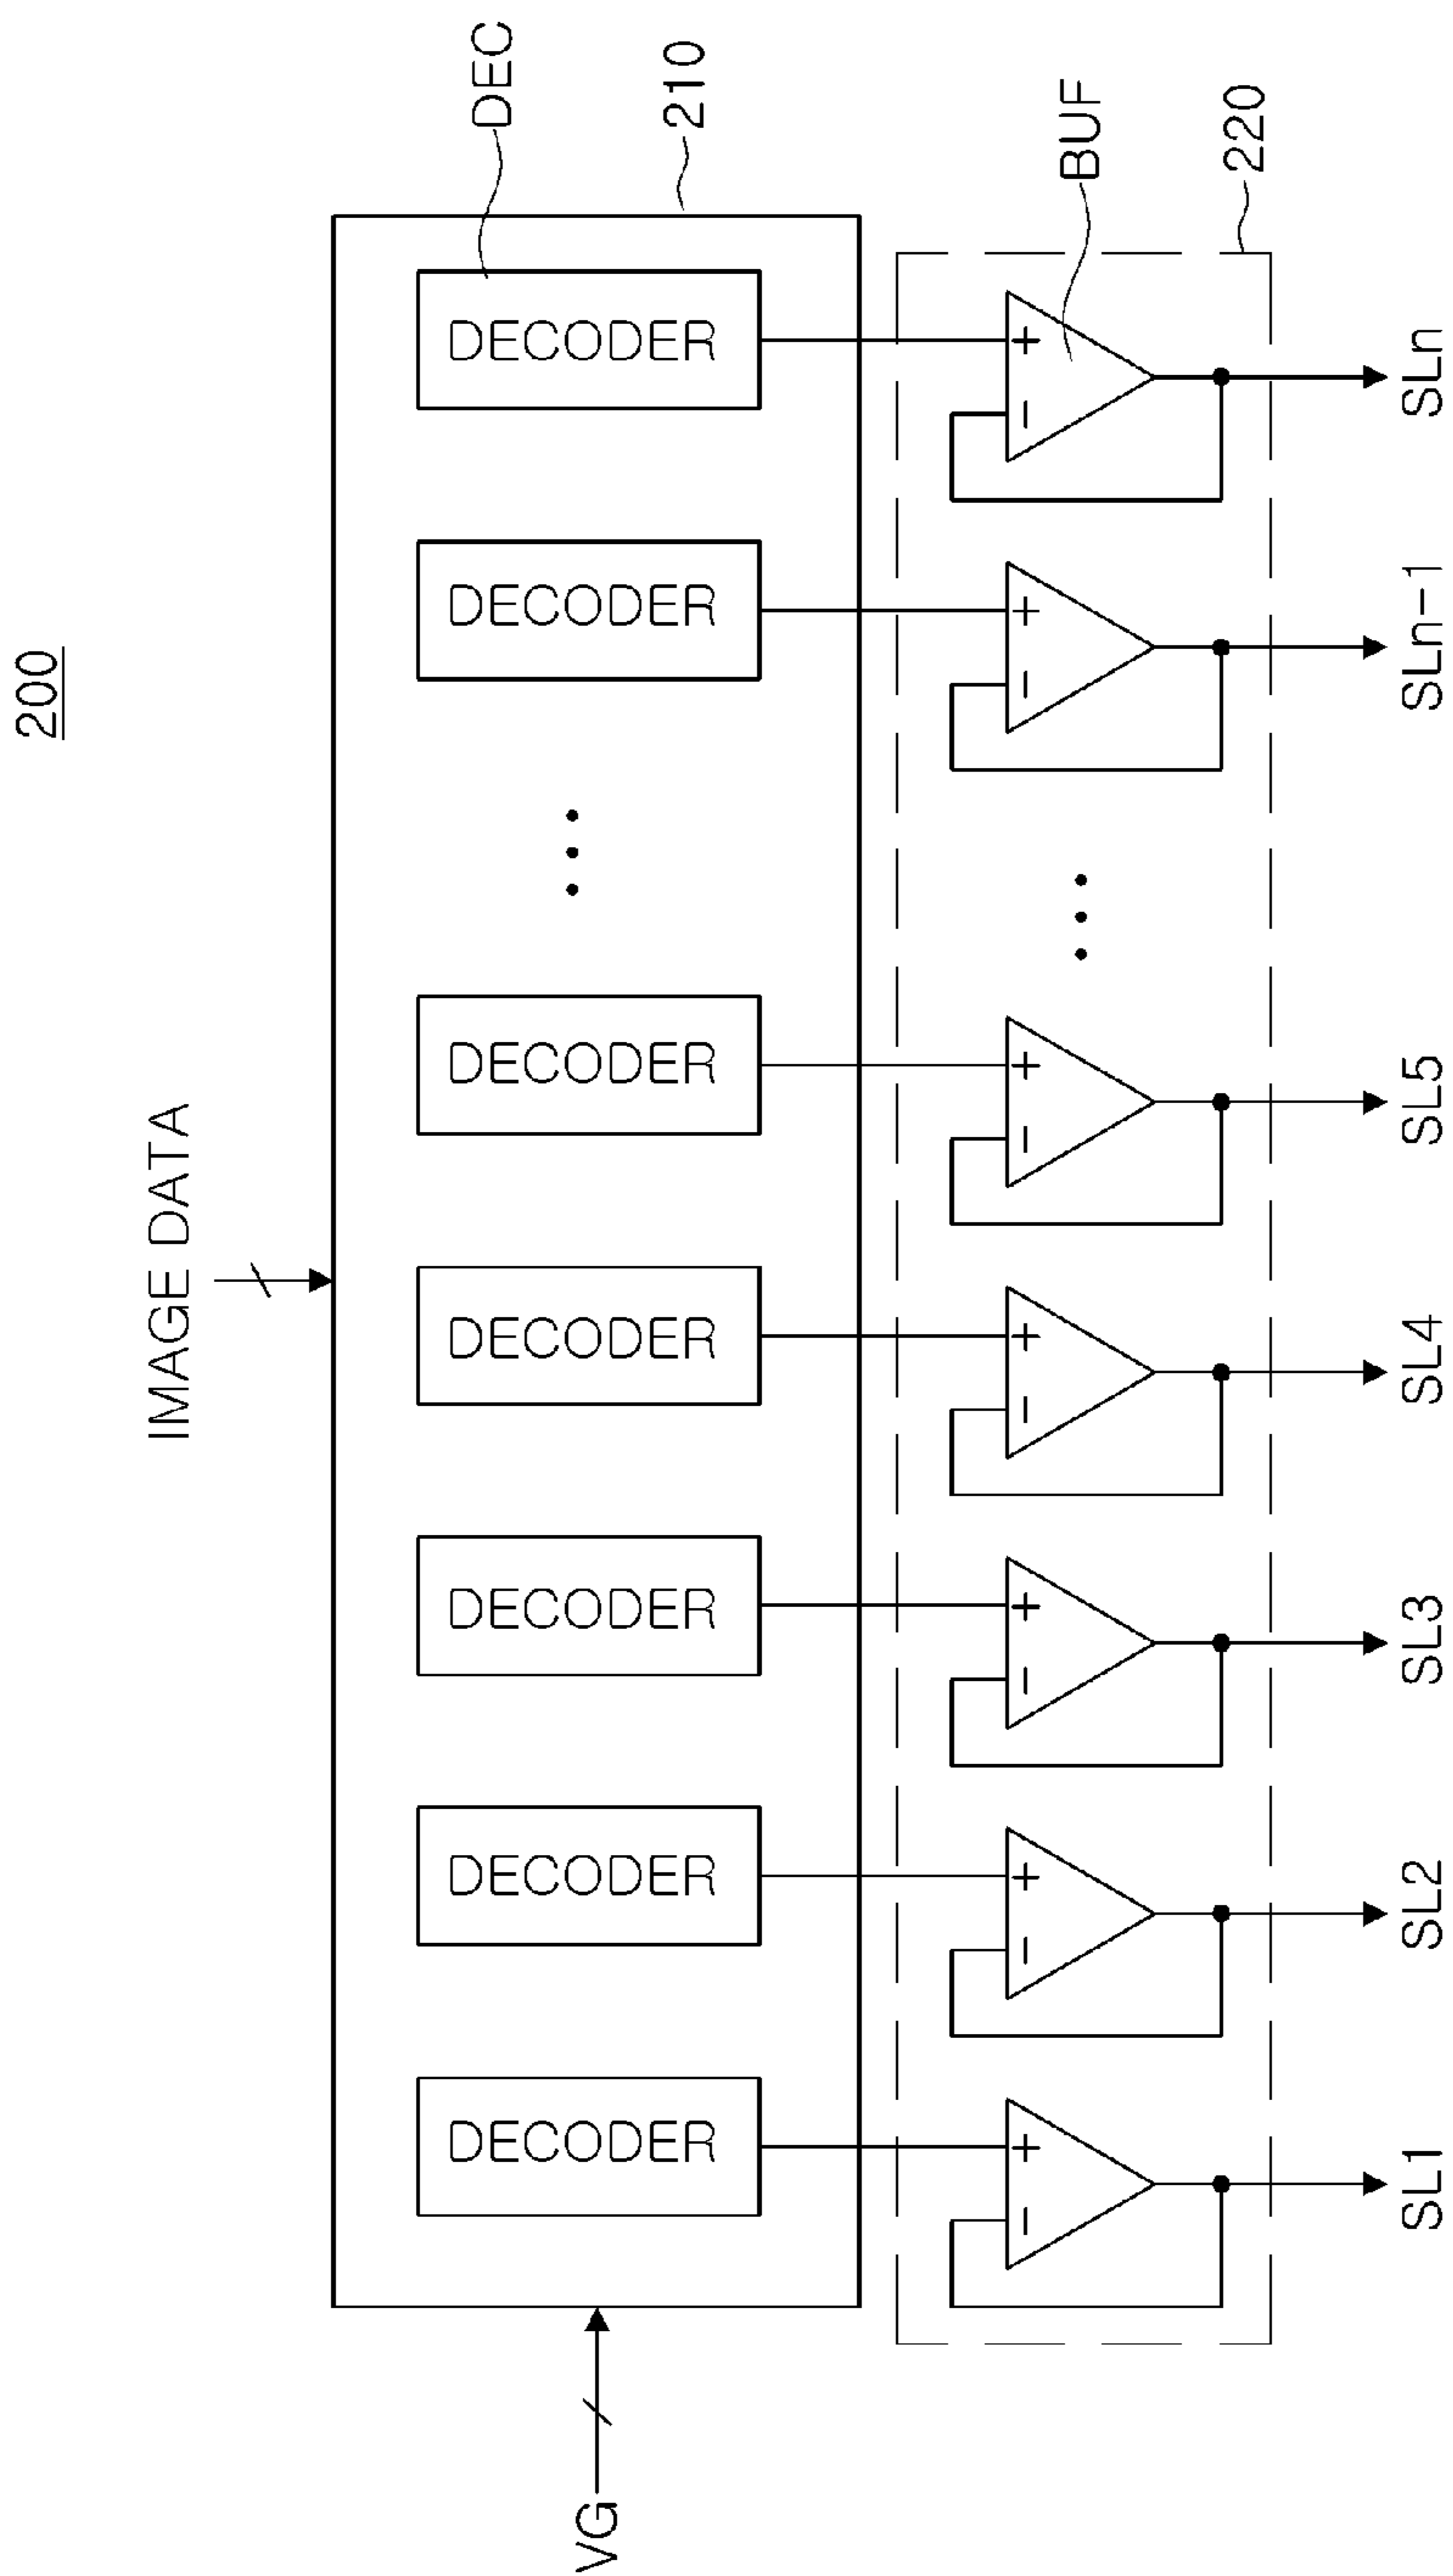 200
IMAGE DATA
VG
DECODER DECODER DECODER DECODER DECODER DECODER DECODER
DEC
210
+ + + + + + +
− − − − − − −
BUF
220
SL1 SL2 SL3 SL4 SL5 SLn-1 SLn